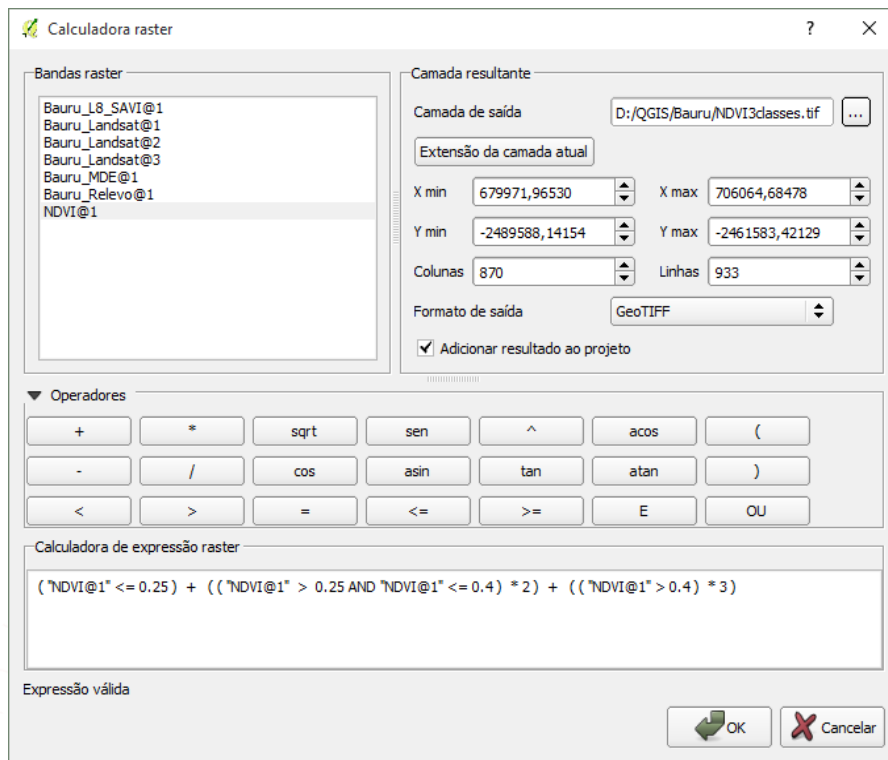 Calculadora raster
?
Bandas raster
Bauru_L8_SAVI@1
Bauru_Landsat@1
Bauru_Landsat@2
Bauru_Landsat@3
Bauru_MDE@1
Bauru_Relevo@1
NDVI@1
Camada resultante
Camada de saída D:/QGIS/Bauru/NDVI3classes.tif ...
Extensão da camada atual
X min 679971,96530 X max 706064,68478
Y min -2489588,14154 Y max -2461583,42129
Colunas 870 Linhas 933
Formato de saída GeoTIFF
Adicionar resultado ao projeto
Operadores
+ * sqrt sen ^ acos (
- / cos asin tan atan )
< > = <= >= E OU
Calculadora de expressão raster
("NDVI@1" <= 0.25) + (("NDVI@1" > 0.25 AND "NDVI@1" <= 0.4) * 2) + (("NDVI@1" > 0.4) * 3)
Expressão válida
OK Cancelar